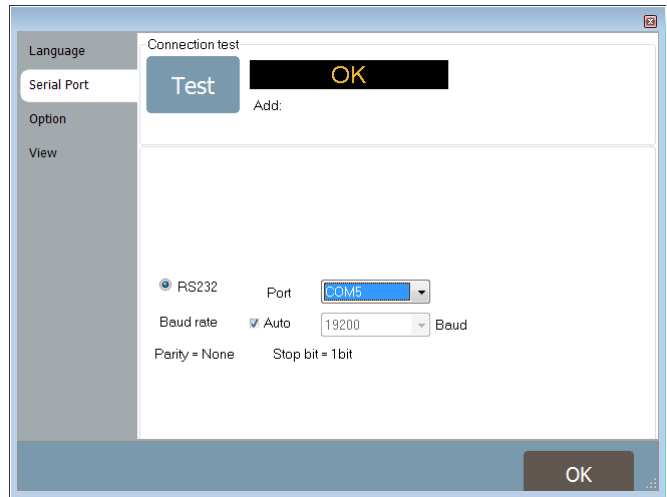 Language
Serial Port
Option
View
Connection test
Test
OK
Add:
RS232
Port
COM5
Baud rate
Auto
19200
Baud
Parity = None
Stop bit = 1bit
OK